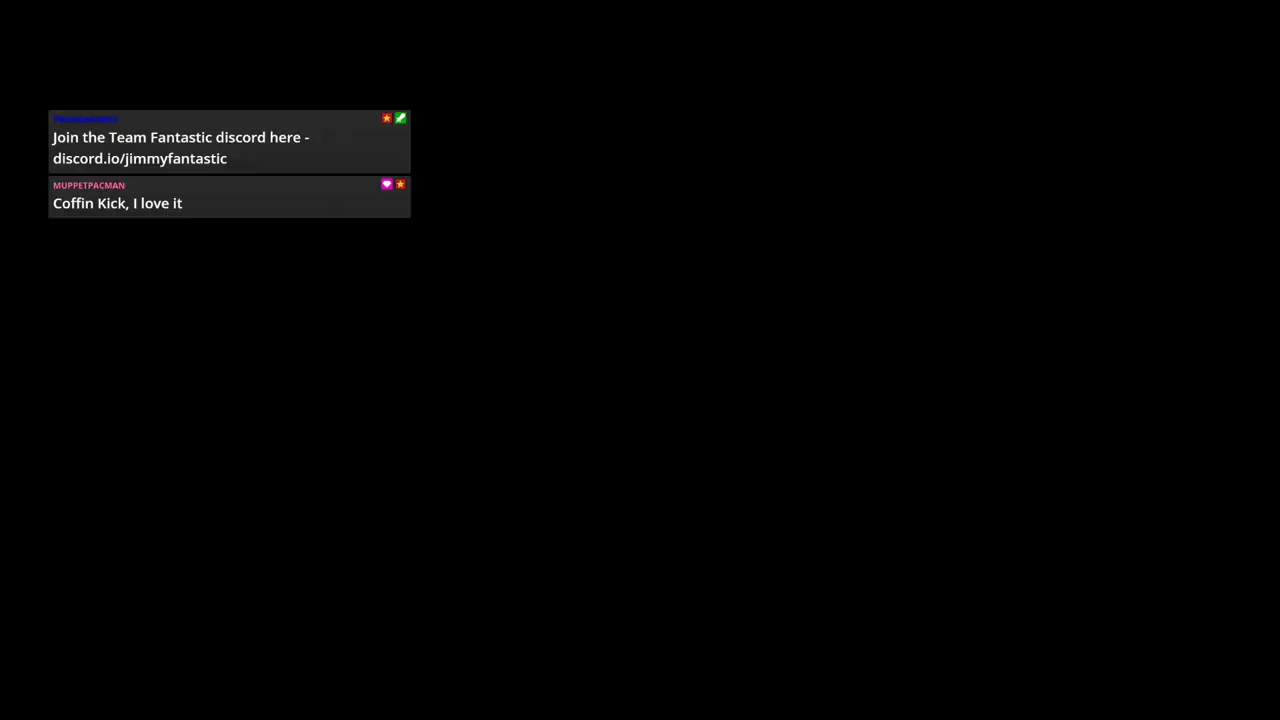 Join the Team Fantastic discord here -
discord.io/jimmyfantastic
MUPPETPACMAN
Coffin Kick, I love it